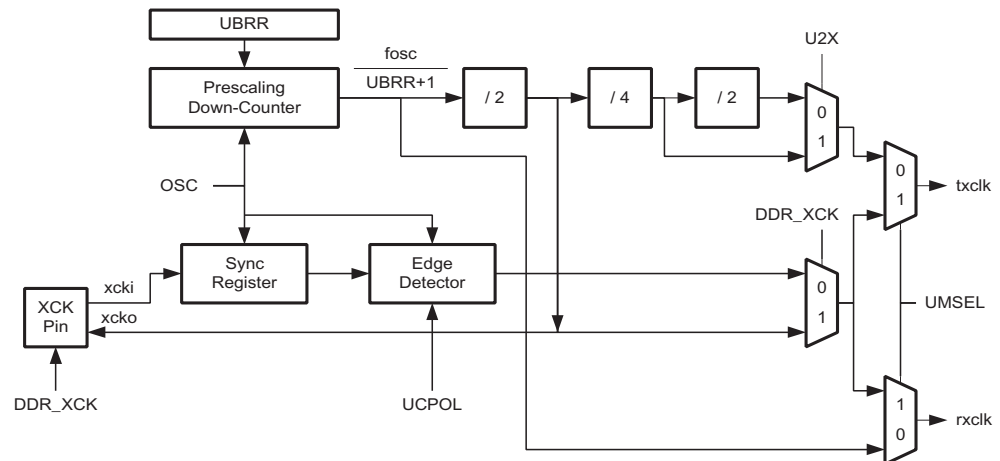 UBRR
U2X
fosc
UBRR+1
Prescaling
Down-Counter
/ 2
/ 4
/ 2
0
1
OSC
0
1
txclk
DDR_XCK
Sync
Register
Edge
Detector
xcki
0
1
UMSEL
XCK
Pin
xcko
DDR_XCK
UCPOL
1
0
rxclk